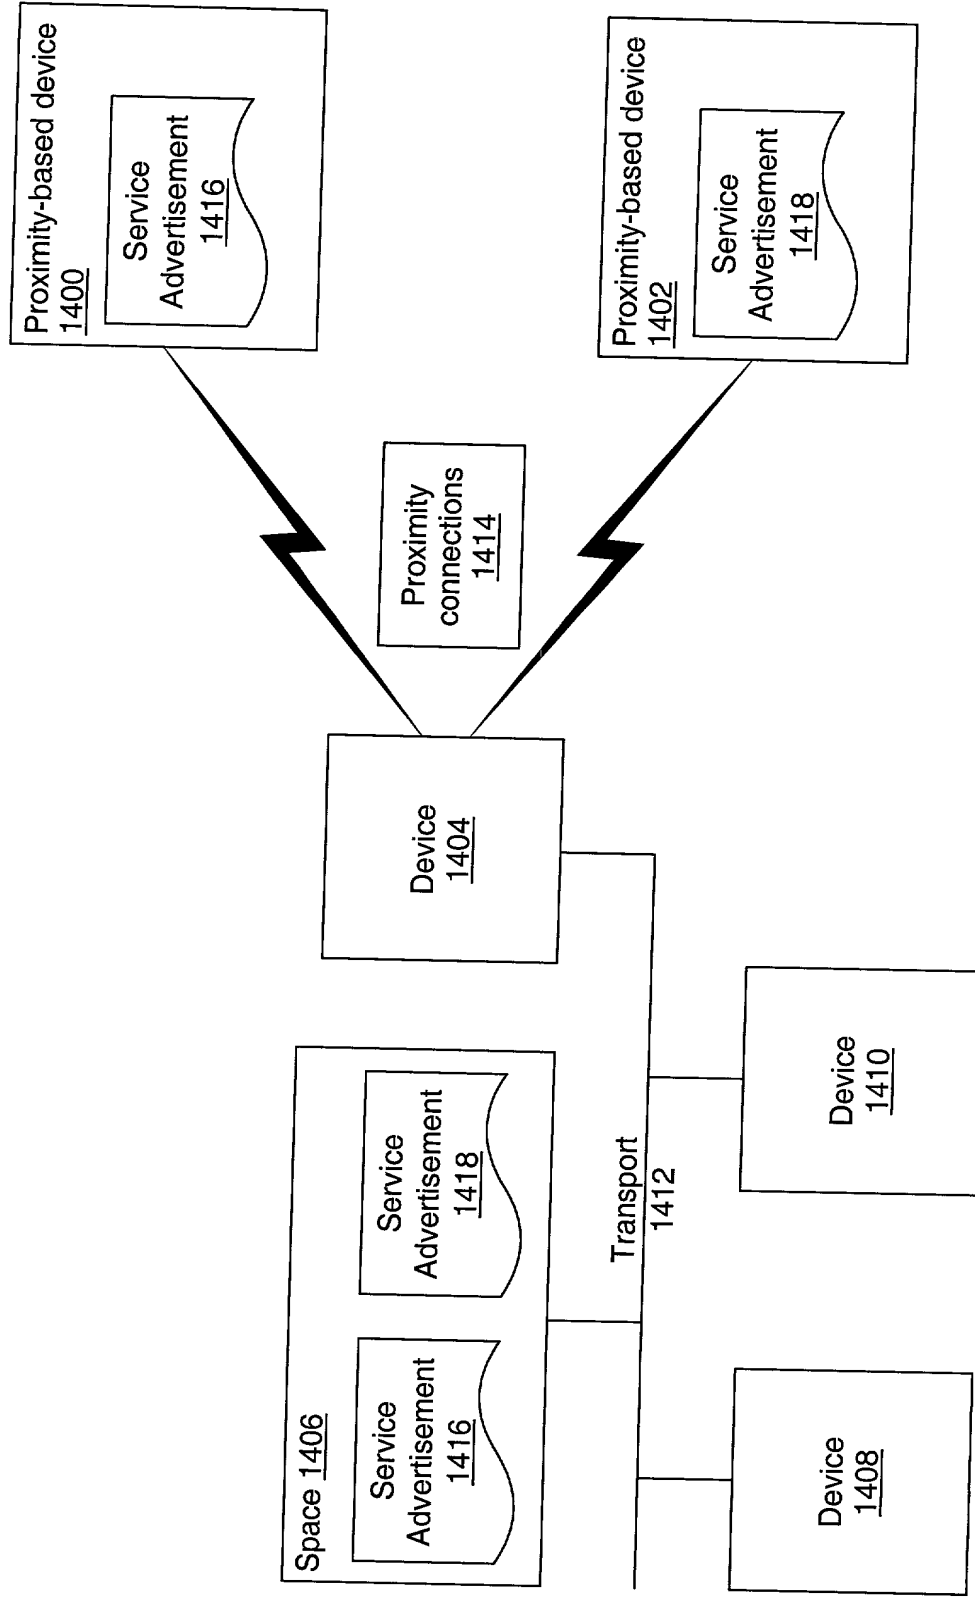 Space 1406
Service
Advertisement
1416
Service
Advertisement
1418
Device
1404
Proximity
connections
1414
Proximity-based device
1400
Service
Advertisement
1416
Proximity-based device
1402
Service
Advertisement
1418
Transport
1412
Device
1408
Device
1410